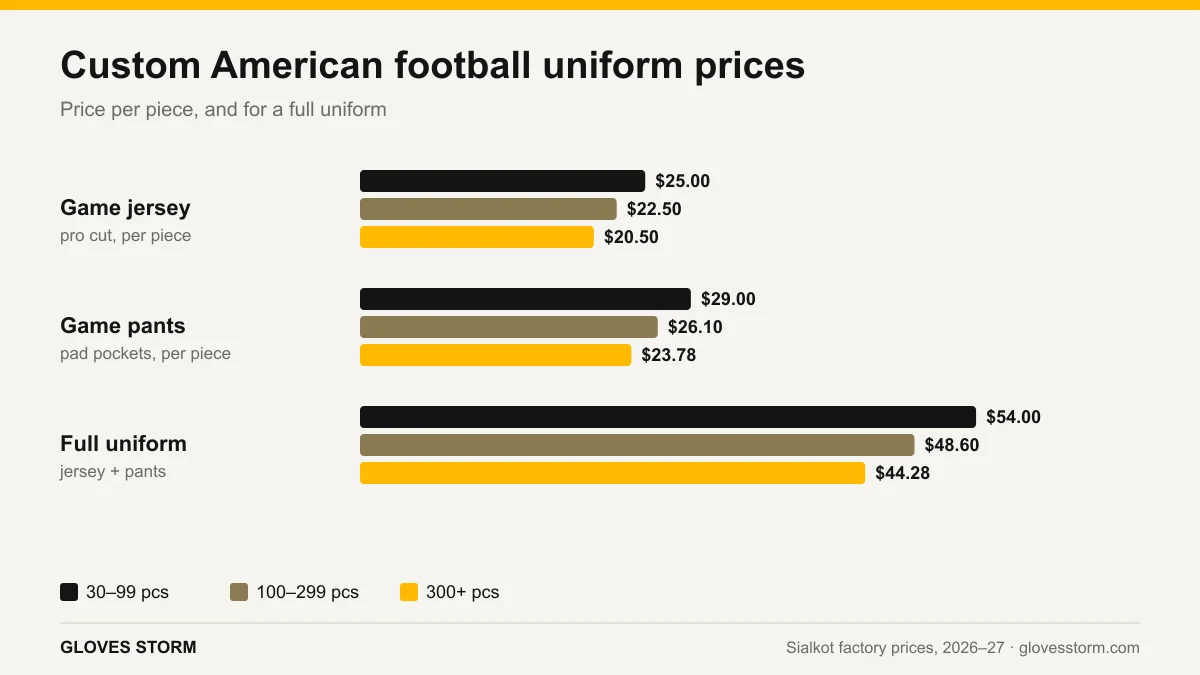 Custom American football uniform prices
Price per piece, and for a full uniform
Game jersey
pro cut, per piece
$25.00
$22.50
$20.50
Game pants
pad pockets, per piece
$29.00
$26.10
$23.78
Full uniform
jersey + pants
$54.00
$48.60
$44.28
30–99 pcs
100–299 pcs
300+ pcs
GLOVES STORM
Sialkot factory prices, 2026–27 · glovesstorm.com